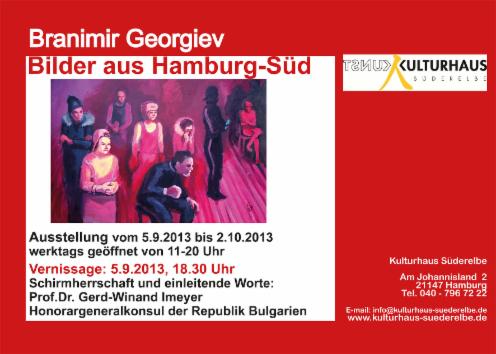 Branimir Georgiev
Bilder aus Hamburg-Süd
KUNST KULTURHAUS
SÜDERELBE
Ausstellung vom 5.9.2013 bis 2.10.2013
werktags geöffnet von 11-20 Uhr
Vernissage: 5.9.2013, 18.30 Uhr
Schirmherrschaft und einleitende Worte:
Prof.Dr. Gerd-Winand Imeyer
Honorargeneralkonsul der Republik Bulgarien
Kulturhaus Süderelbe
Am Johannisland 2
21147 Hamburg
Tel. 040 - 796 72 22
E-mail: info@kulturhaus-suederelbe.de
www.kulturhaus-suederelbe.de